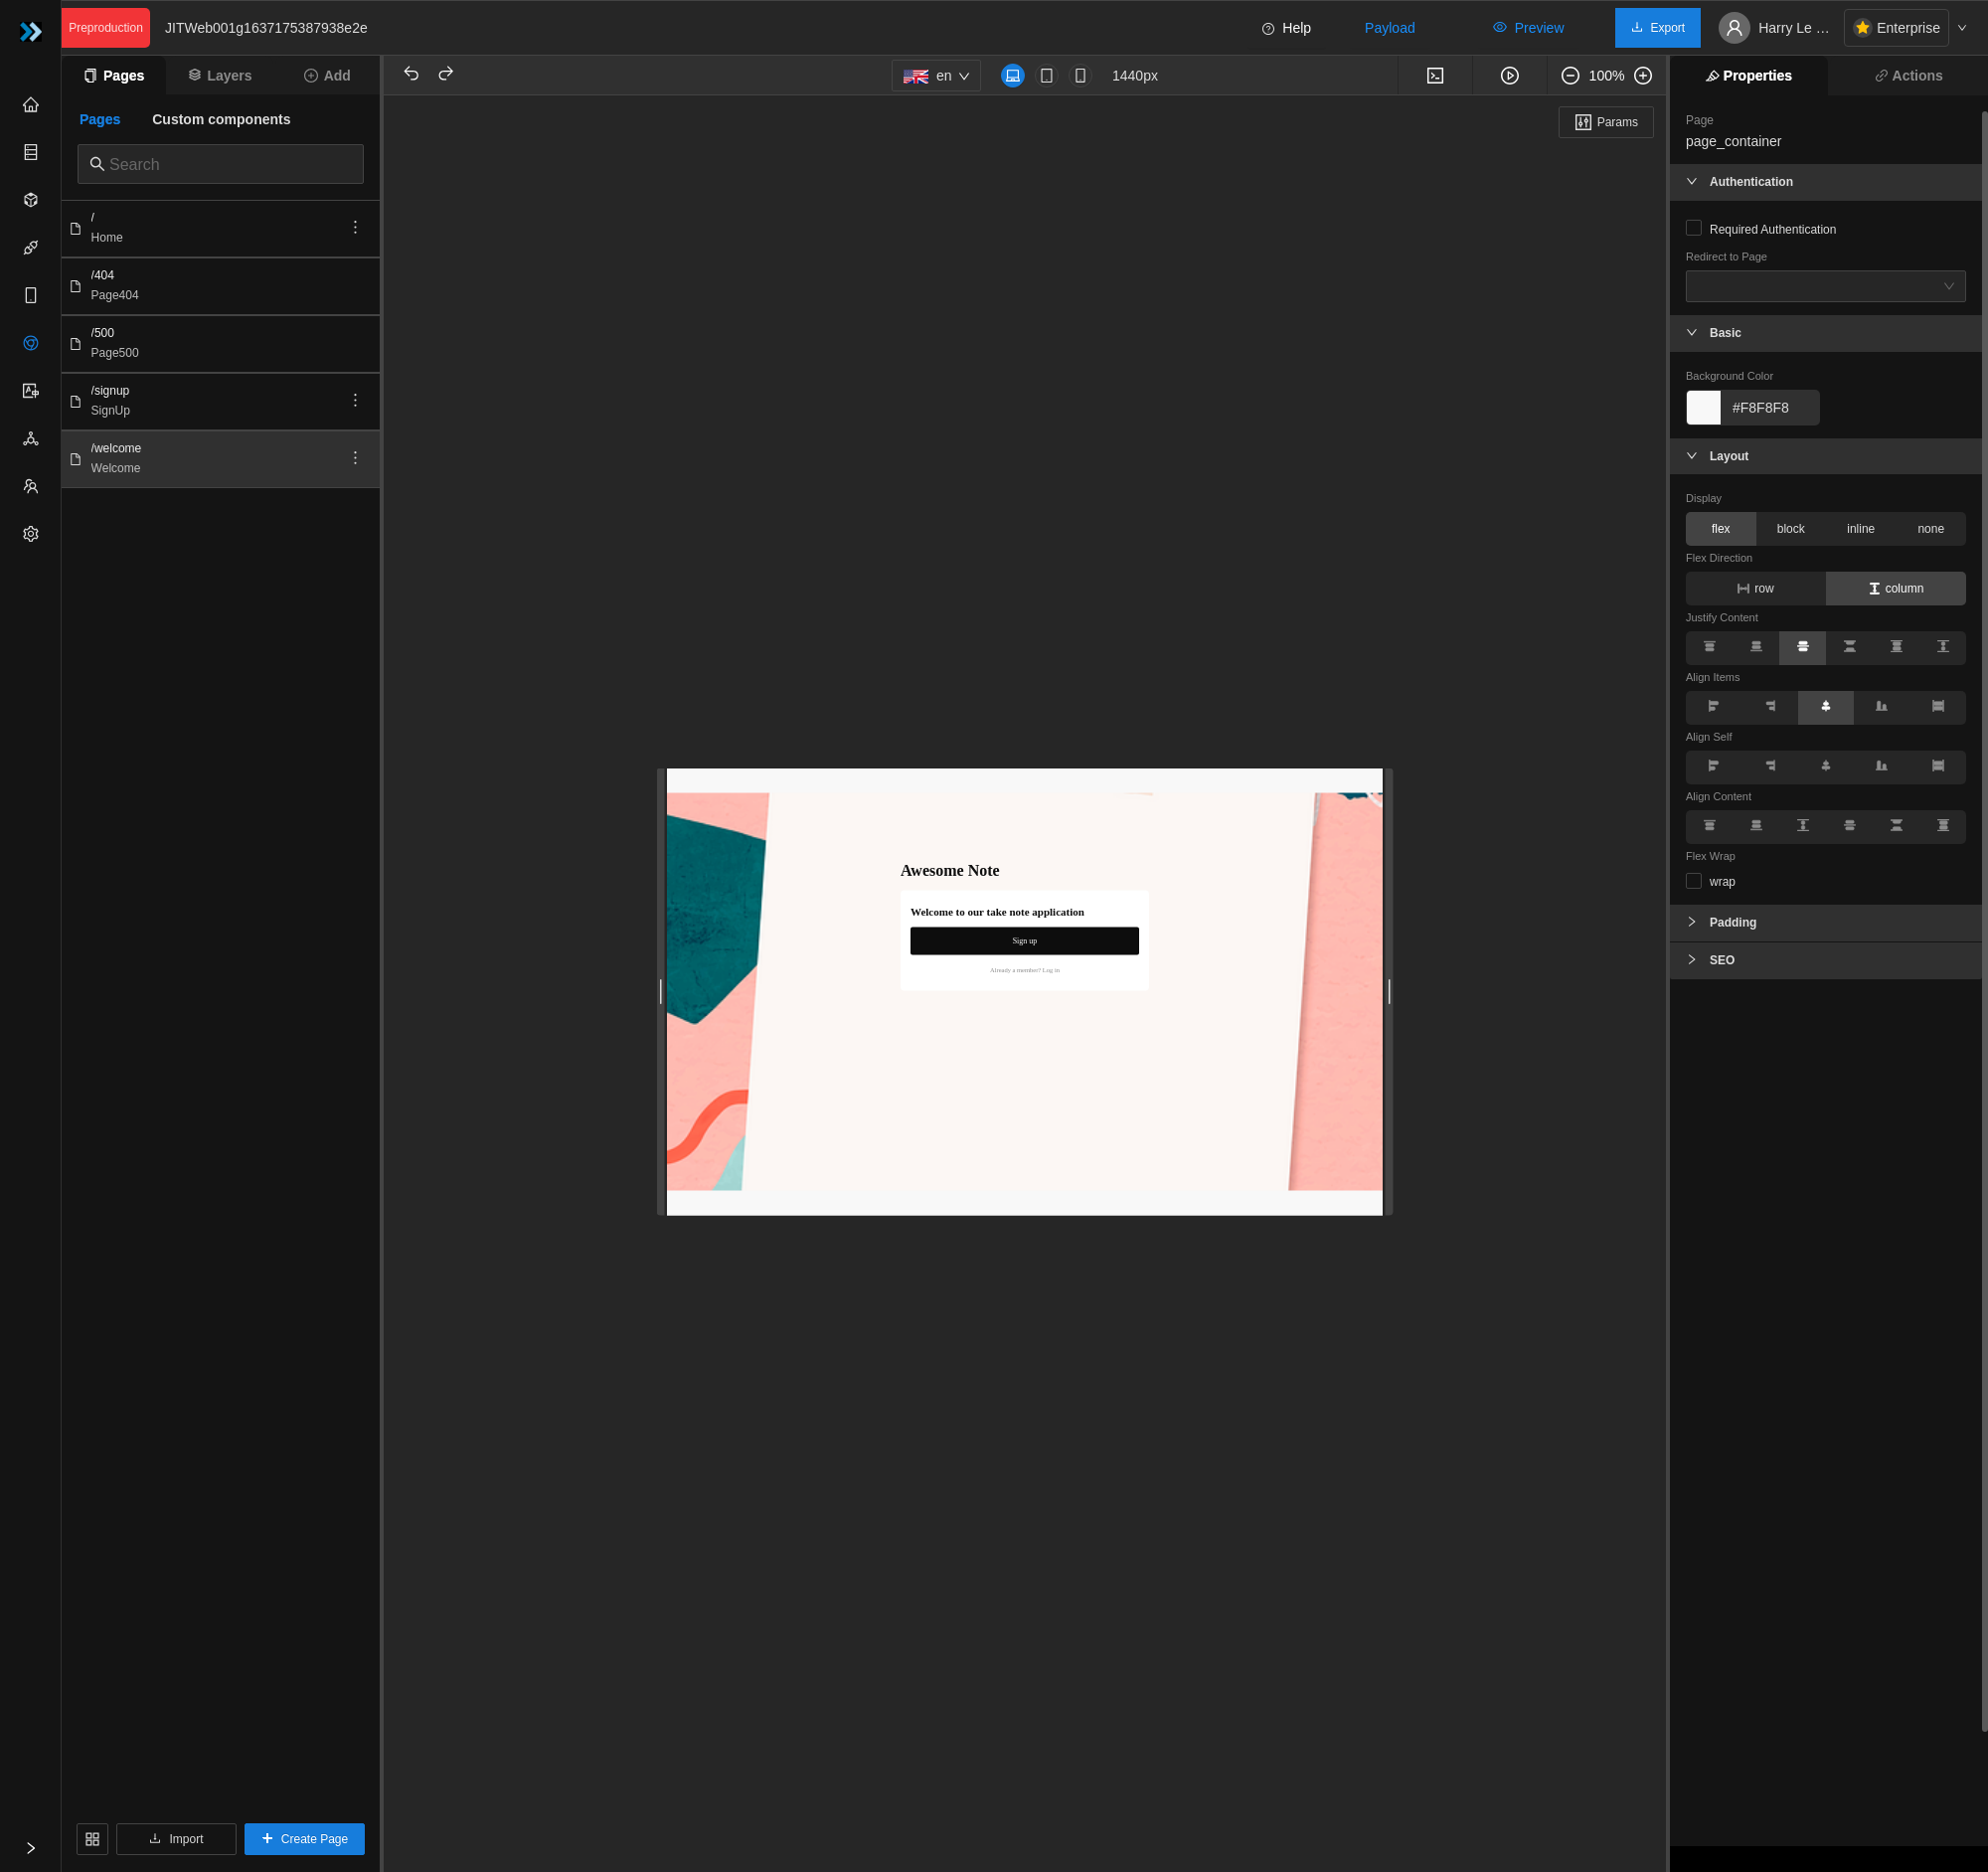 Preproduction
JITWeb001g1637175387938e2e
Help
Payload
Preview
Export
Harry Le ...
Enterprise
Pages
Layers
Add
en
1440px
100%
Properties
Actions
Pages
Custom components
Search
/
Home
/404
Page404
/500
Page500
/signup
SignUp
/welcome
Welcome
Import
Create Page
Params
Awesome Note
Welcome to our take note application
Sign up
Already a member? Log in
Page
page_container
Authentication
Required Authentication
Redirect to Page
Basic
Background Color
#F8F8F8
Layout
Display
flex block inline none
Flex Direction
row column
Justify Content
Align Items
Align Self
Align Content
Flex Wrap
wrap
Padding
SEO